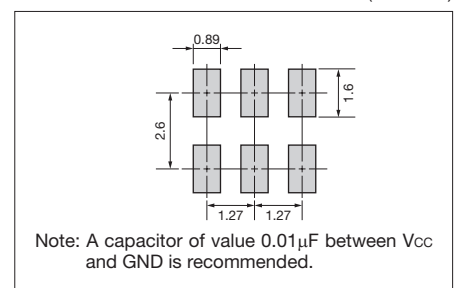 0.89
2.6
1.6
1.27 1.27
Note: A capacitor of value 0.01μF between Vcc
and GND is recommended.